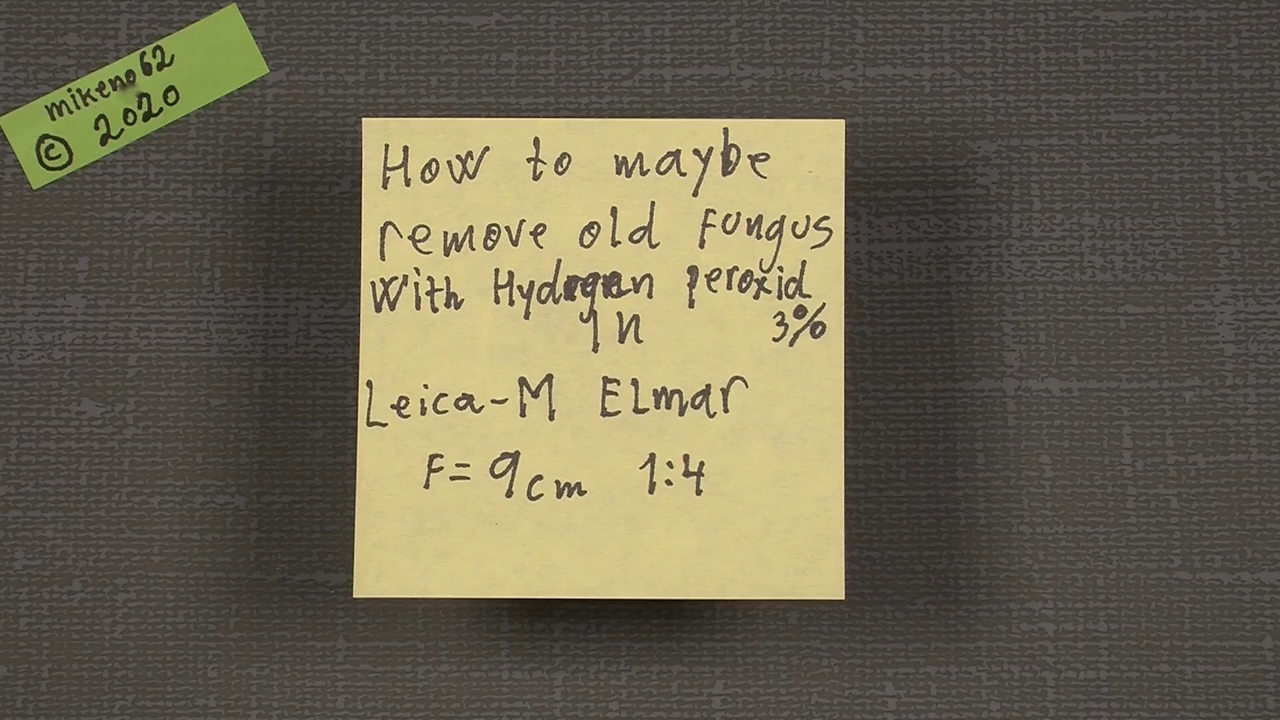 mikeno62
© 2020
How to maybe
remove old Fungus
With Hydrogen peroxid
In 3%
Leica-M ELmar
F= 9cm 1:4